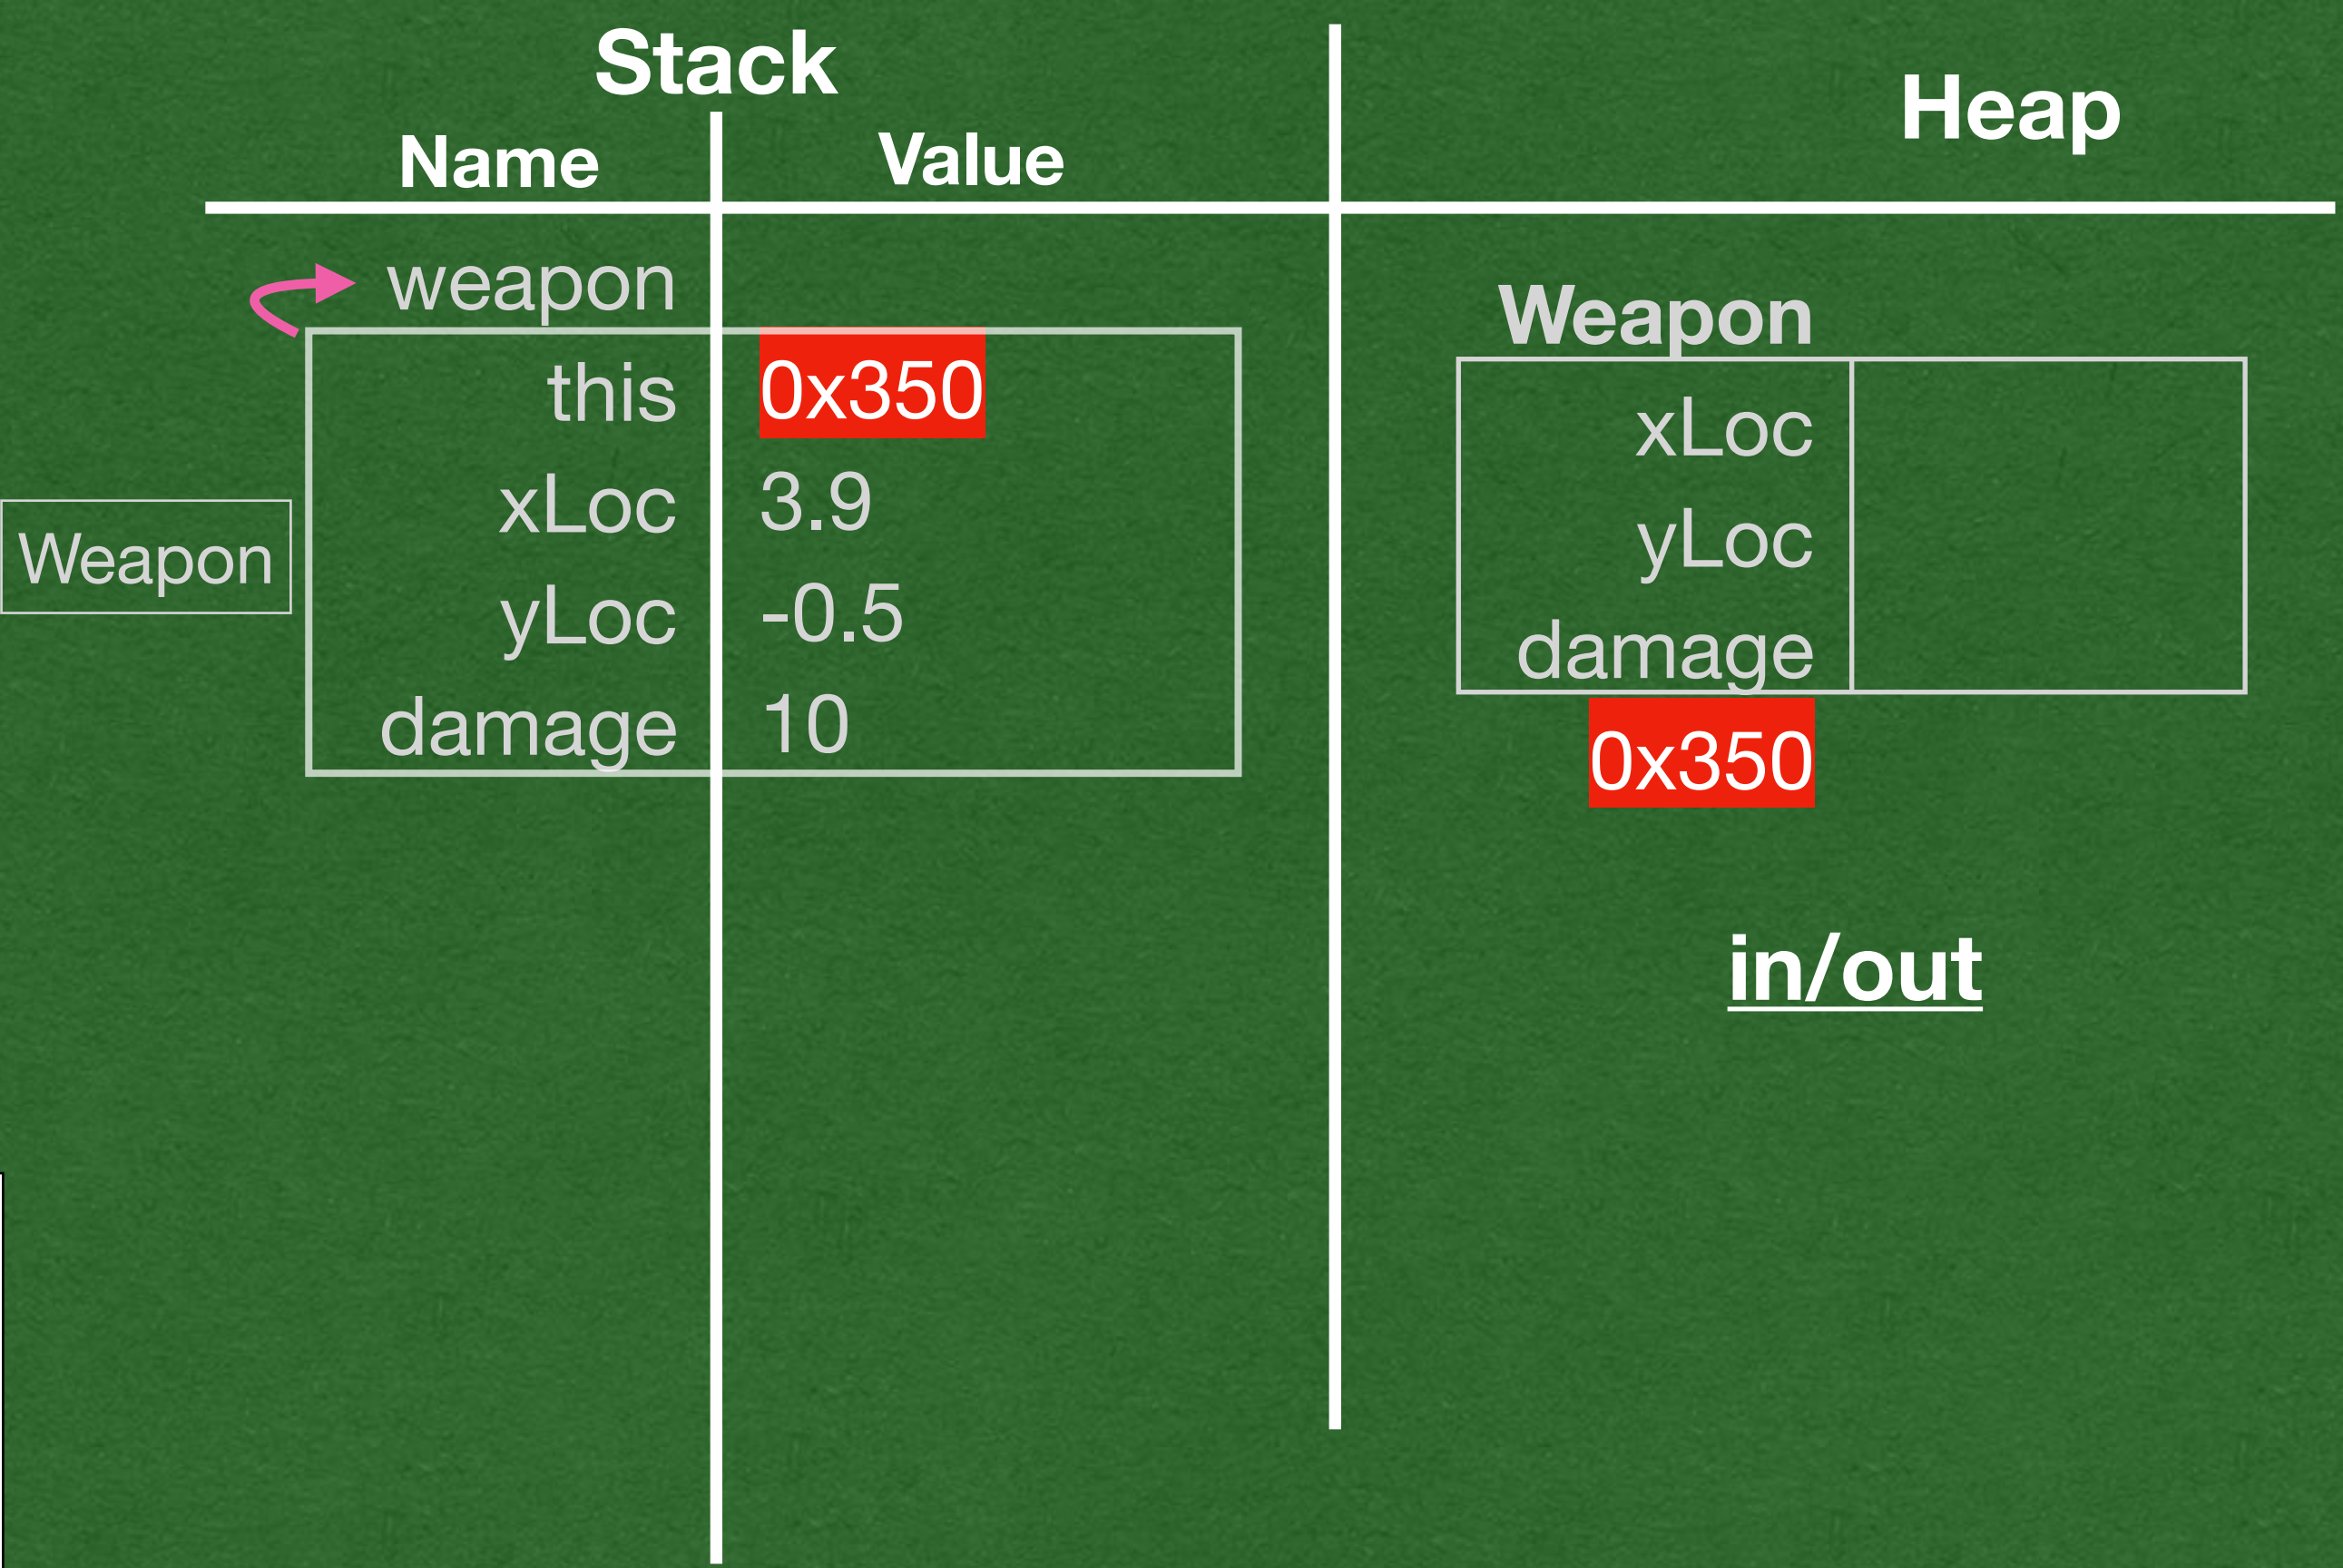 Stack
Heap
Name Value
weapon
this 0x350
xLoc 3.9
yLoc -0.5
damage 10
Weapon
Weapon
xLoc
yLoc
damage
0x350
in/out